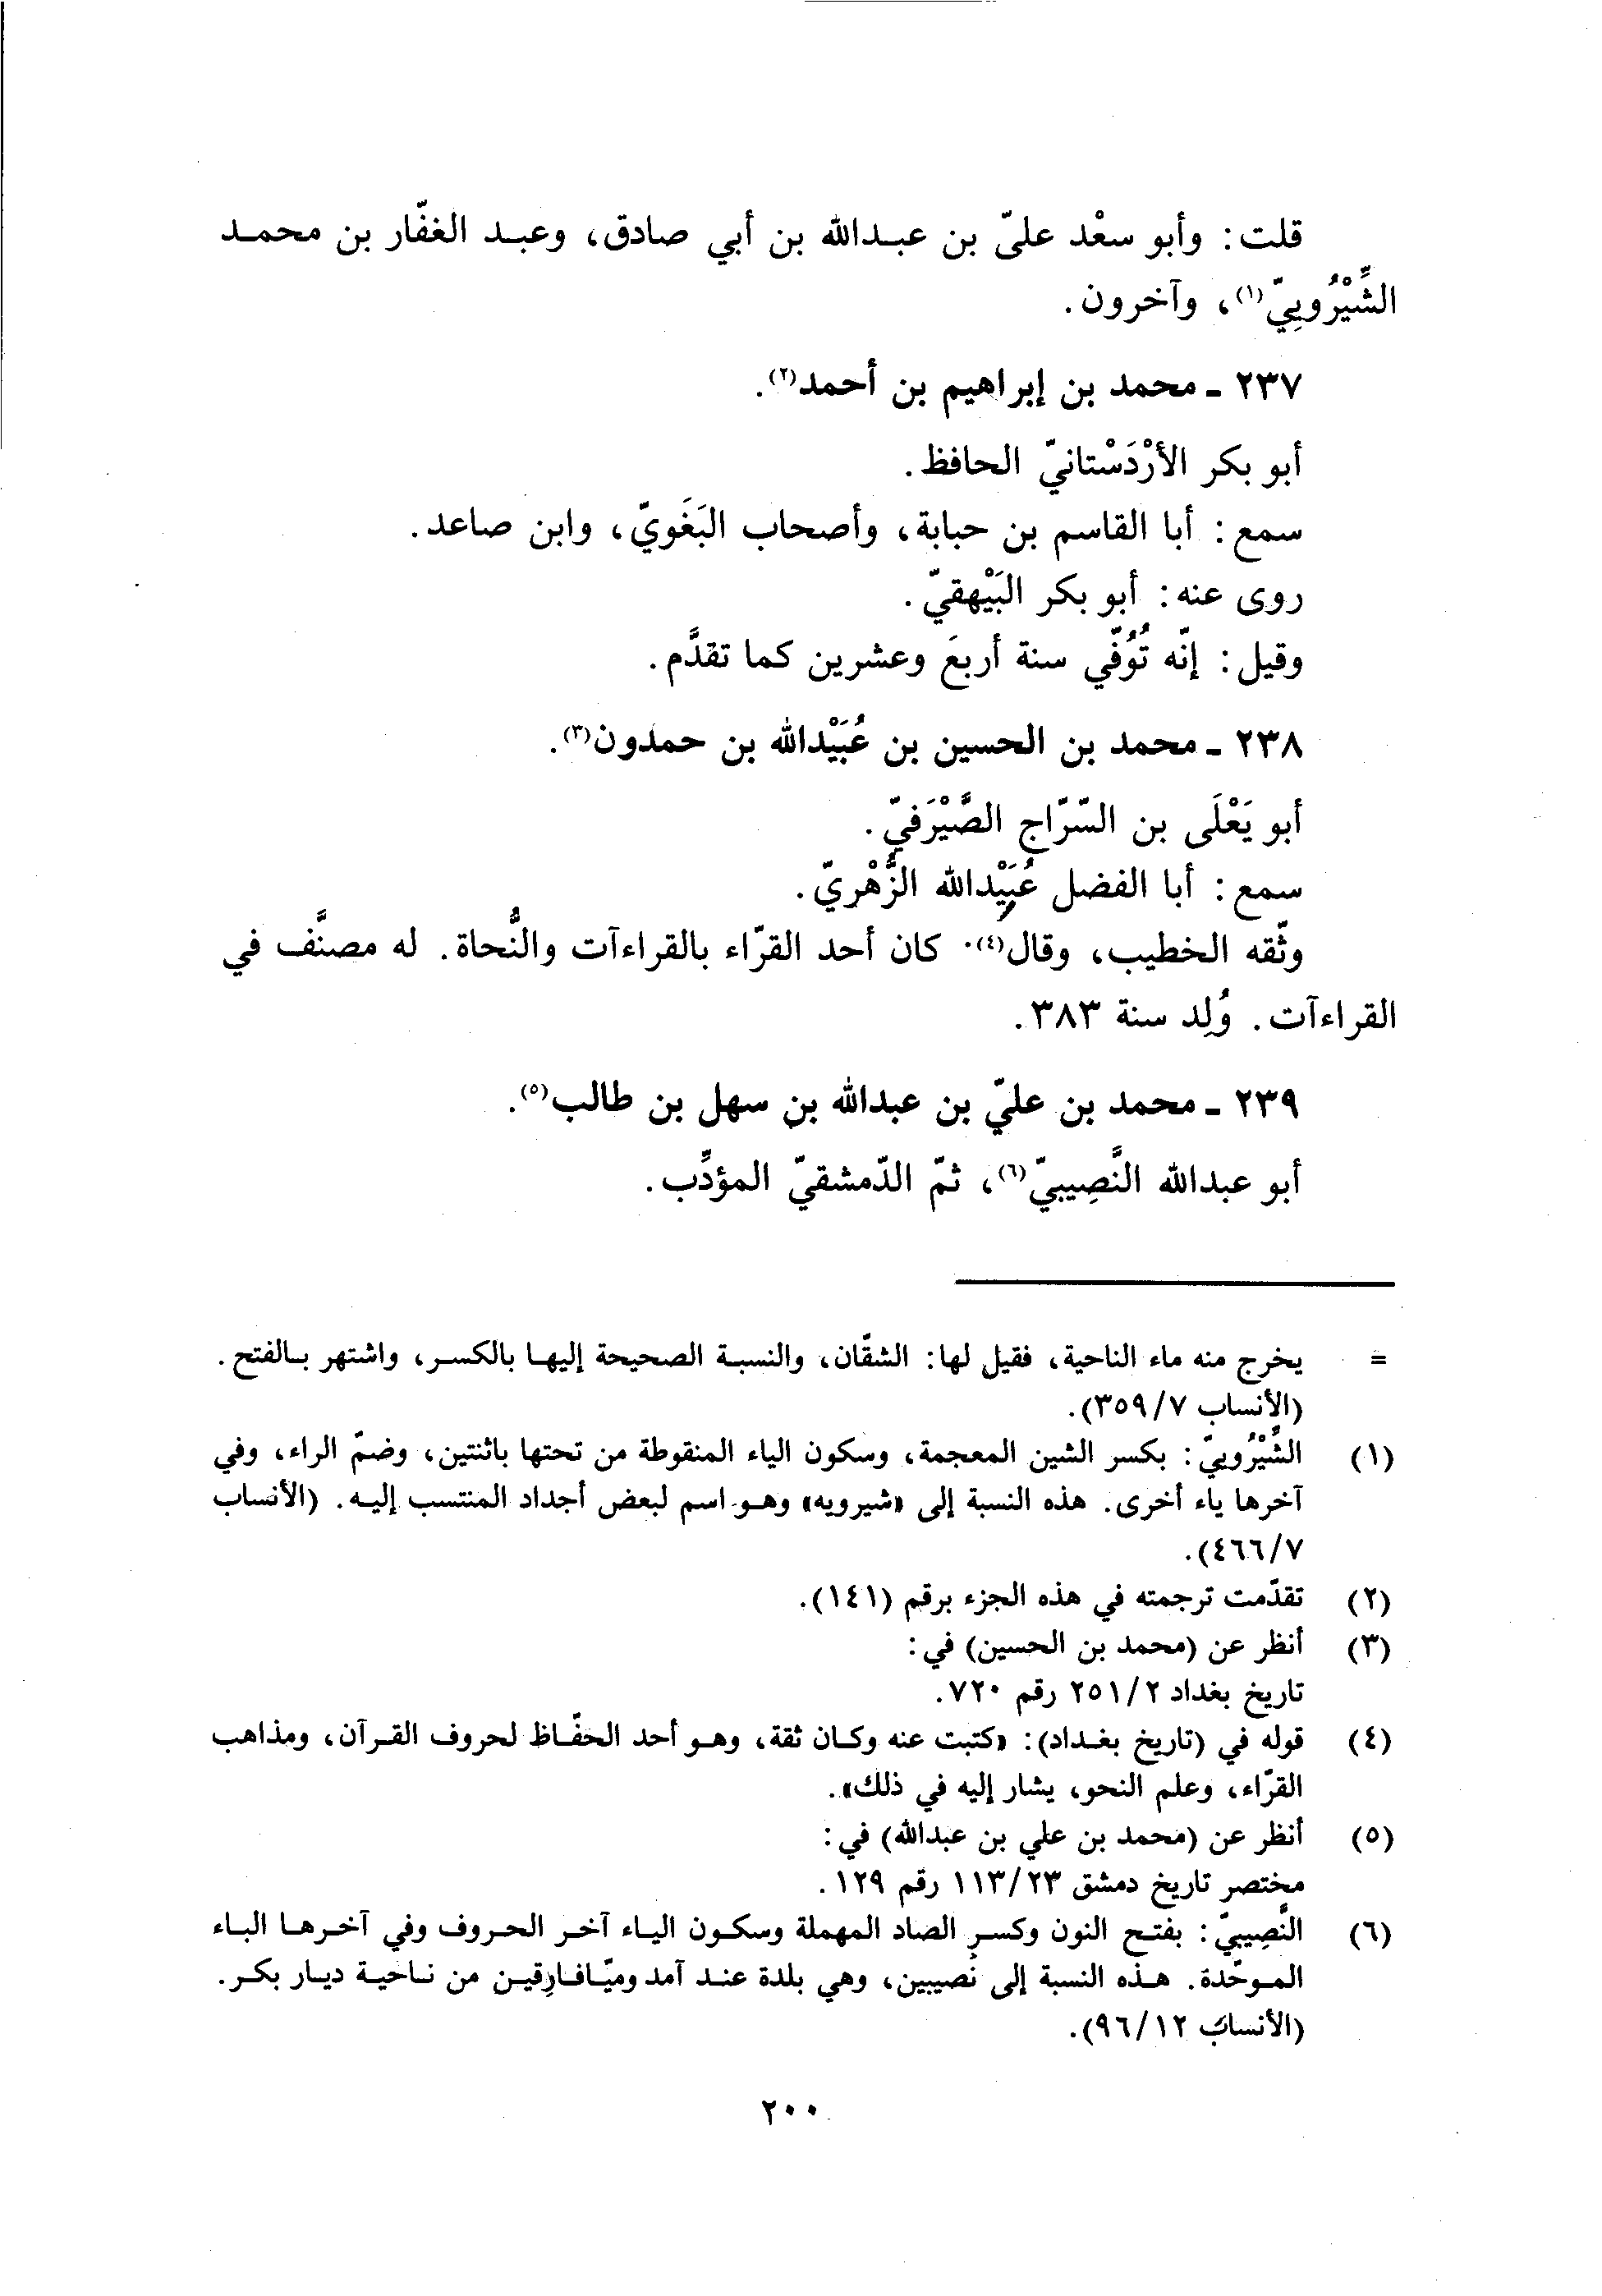 قلت: وأبو سعْد عليّ بن عبدالله بن أبي صادق، وعبد الغفّار بن محمد
الشِّيْرُوييّ(١)، وآخرون.
٢٣٧ ـ محمد بن إبراهيم بن أحمد(٢).
أبو بكر الأرْدَسْتانيّ الحافظ.
سمع: أبا القاسم بن حبابة، وأصحاب البَغَويّ، وابن صاعد.
روى عنه: أبو بكر البَيْهقيّ.
وقيل: إنّه تُوُفّي سنة أربعَ وعشرين كما تقدَّم.
٢٣٨ ـ محمد بن الحسين بن عُبَيْدالله بن حمدون(٣).
أبو يَعْلَى بن السّرّاج الصَّيْرَفيّ.
سمع: أبا الفضل عُبَيْدالله الزُّهْريّ.
وثّقه الخطيب، وقال(٤). كان أحد القرّاء بالقراءآت والنُّحاة. له مصنَّف في
القراءآت. وُلِد سنة ٣٨٣.
٢٣٩ ـ محمد بن عليّ بن عبدالله بن سهل بن طالب(٥).
أبو عبدالله النَّصِيبيّ(٦)، ثمّ الدّمشقيّ المؤدِّب.
= يخرج منه ماء الناحية، فقيل لها: الشقّان، والنسبة الصحيحة إليها بالكسر، واشتهر بالفتح.
(الأنساب ٣٥٩/٧).
(١) الشِّيْرُوييّ: بكسر الشين المعجمة، وسكون الياء المنقوطة من تحتها باثنتين، وضمّ الراء، وفي
آخرها ياء أخرى. هذه النسبة إلى «شيرويه» وهو اسم لبعض أجداد المنتسب إليه. (الأنساب
٤٦٦/٧).
(٢) تقدّمت ترجمته في هذه الجزء برقم (١٤١).
(٣) أنظر عن (محمد بن الحسين) في:
تاريخ بغداد ٢٥١/٢ رقم ٧٢٠.
(٤) قوله في (تاريخ بغداد): «كتبت عنه وكان ثقة، وهو أحد الحفّاظ لحروف القرآن، ومذاهب
القرّاء، وعلم النحو، يشار إليه في ذلك».
(٥) أنظر عن (محمد بن علي بن عبدالله) في:
مختصر تاريخ دمشق ١١٣/٢٣ رقم ١٢٩.
(٦) النَّصِيبيّ: بفتح النون وكسر الصاد المهملة وسكون الياء آخر الحروف وفي آخرها الباء
الموحّدة. هذه النسبة إلى نَصيبين، وهي بلدة عند آمد وميّافارِقين من ناحية ديار بكر.
(الأنساب ٩٦/١٢).
٢٠٠